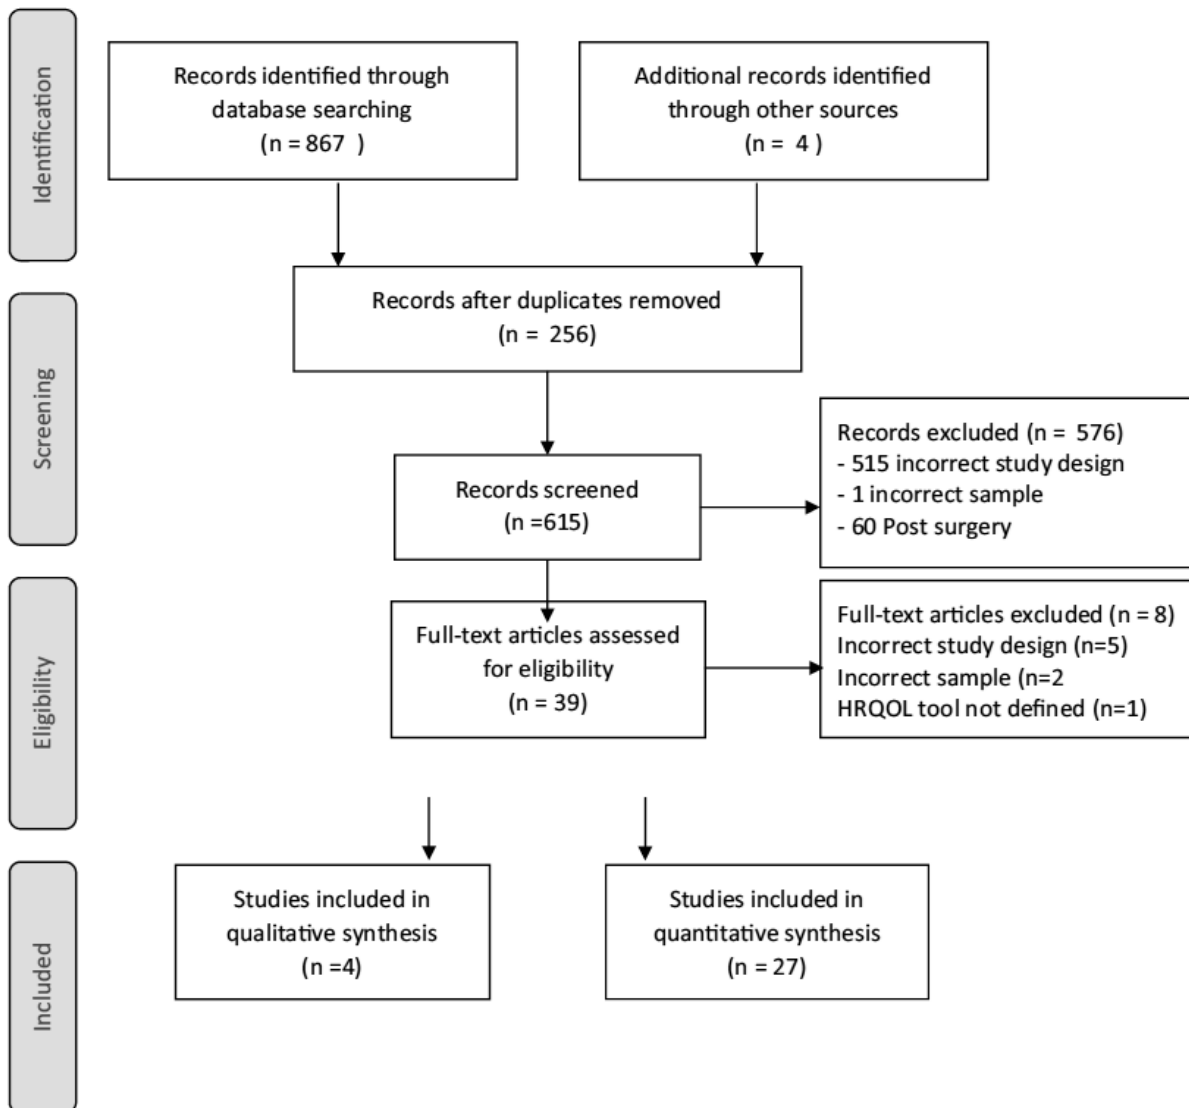 Identification
Records identified through
database searching
(n = 867  )
Additional records identified
through other sources
(n =  4 )
Records after duplicates removed
(n =  256)
Screening
Records screened
(n =615)
Records excluded (n =  576)
- 515 incorrect study design
- 1 incorrect sample
- 60 Post surgery
Eligibility
Full-text articles assessed
for eligibility
(n = 39)
Full-text articles excluded (n = 8)
Incorrect study design (n=5)
Incorrect sample (n=2
HRQOL tool not defined (n=1)
Included
Studies included in
qualitative synthesis
(n =4)
Studies included in
quantitative synthesis
(n = 27)